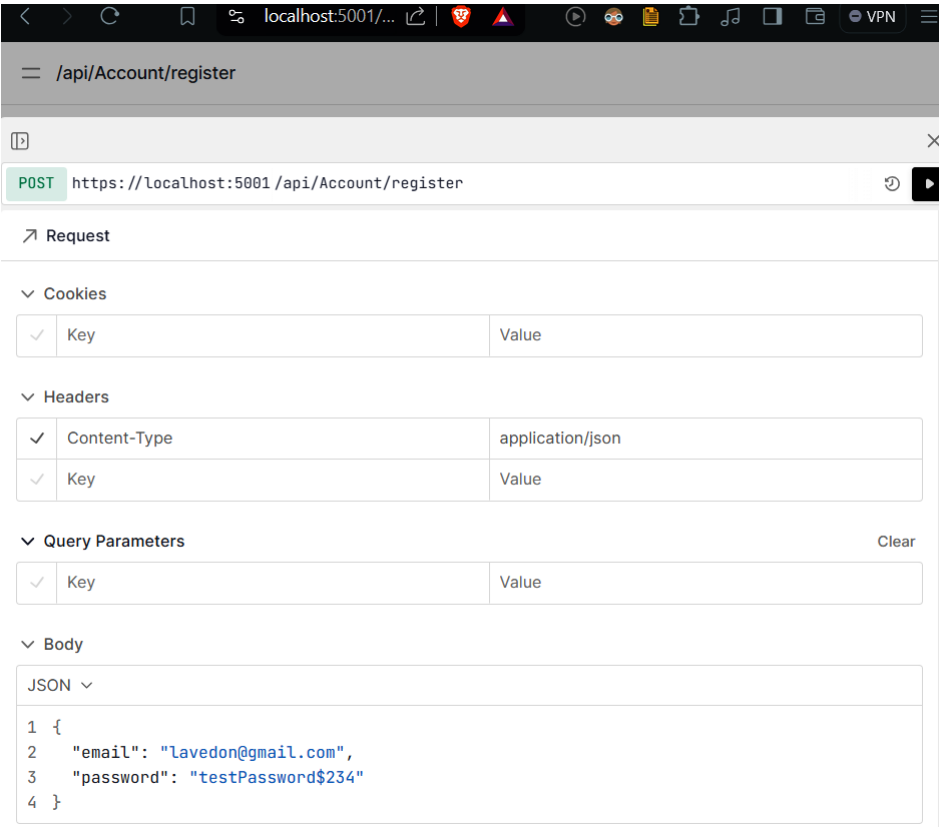 localhost:5001/...
VPN
/api/Account/register
POST https://localhost:5001/api/Account/register
Request
Cookies
Key Value
Headers
Content-Type application/json
Key Value
Query Parameters Clear
Key Value
Body
JSON
1 {
2 "email": "lavedon@gmail.com",
3 "password": "testPassword$234"
4 }